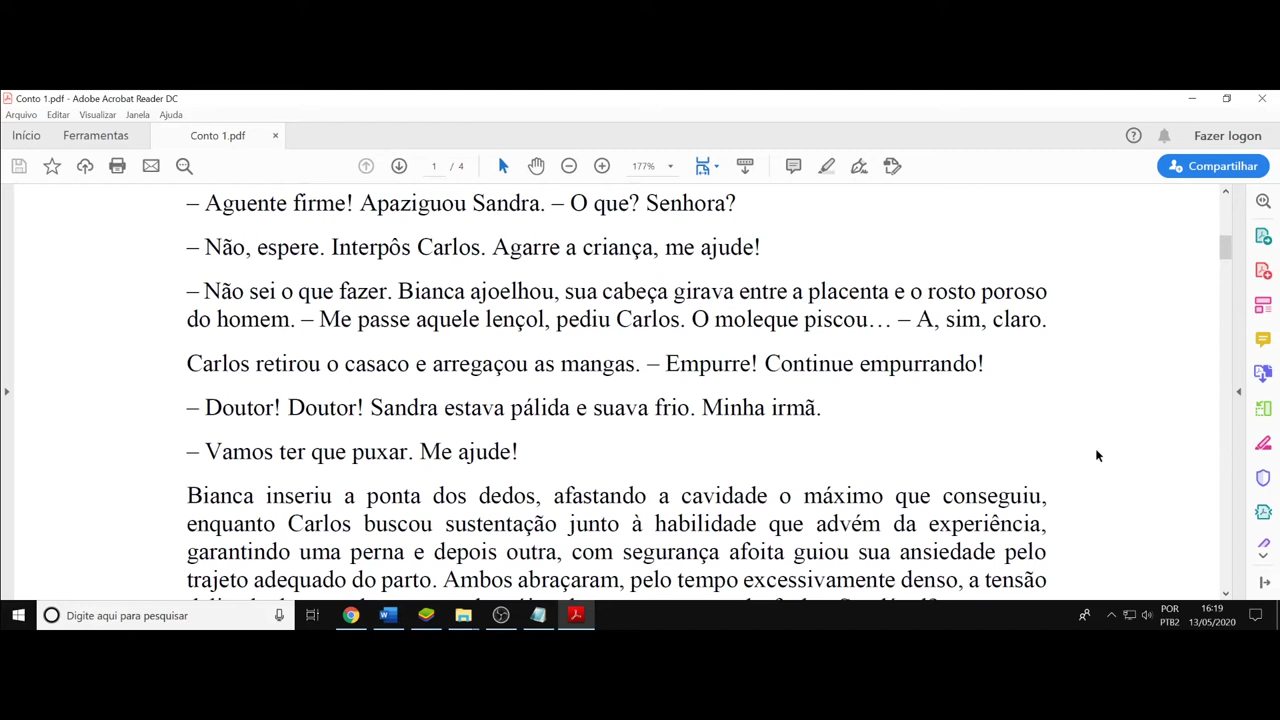 Conto 1.pdf - Adobe Acrobat Reader DC
Arquivo Editar Visualizar Janela Ajuda
Início Ferramentas Conto 1.pdf × Fazer logon
1 / 4 177% Compartilhar
– Aguente firme! Apaziguou Sandra. – O que? Senhora?
– Não, espere. Interpôs Carlos. Agarre a criança, me ajude!
– Não sei o que fazer. Bianca ajoelhou, sua cabeça girava entre a placenta e o rosto poroso
do homem. – Me passe aquele lençol, pediu Carlos. O moleque piscou… – A, sim, claro.
Carlos retirou o casaco e arregaçou as mangas. – Empurre! Continue empurrando!
– Doutor! Doutor! Sandra estava pálida e suava frio. Minha irmã.
– Vamos ter que puxar. Me ajude!
Bianca inseriu a ponta dos dedos, afastando a cavidade o máximo que conseguiu,
enquanto Carlos buscou sustentação junto à habilidade que advém da experiência,
garantindo uma perna e depois outra, com segurança afoita guiou sua ansiedade pelo
trajeto adequado do parto. Ambos abraçaram, pelo tempo excessivamente denso, a tensão
Digite aqui para pesquisar
POR
PTB2
16:19
13/05/2020